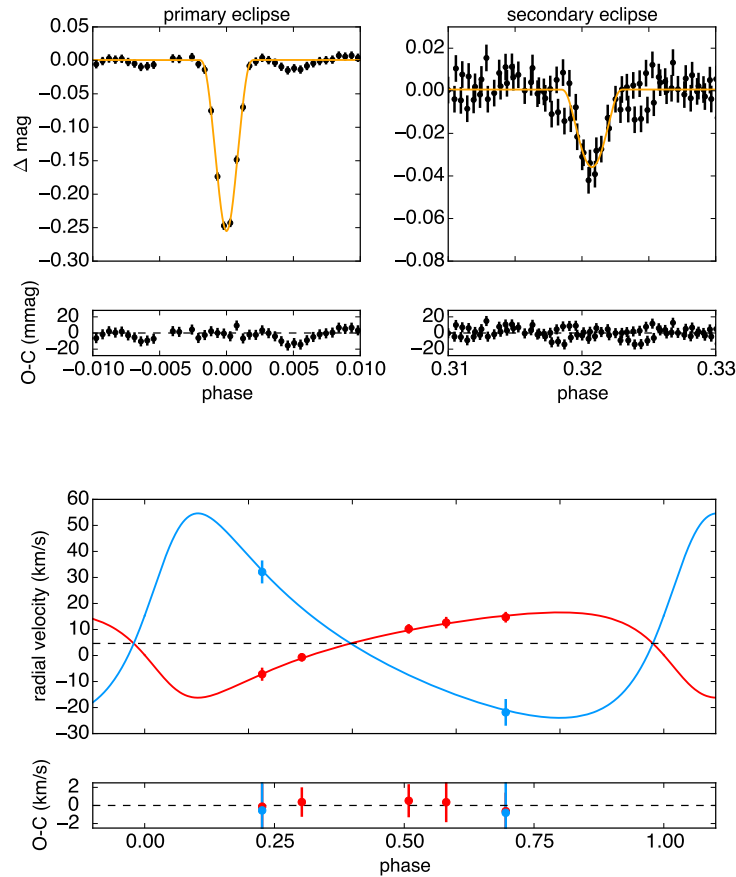 primary eclipse
secondary eclipse
Δ mag
0.05
0.00
−0.05
−0.10
−0.15
−0.20
−0.25
−0.30
0.02
0.00
−0.02
−0.04
−0.06
−0.08
O-C (mmag)
20
0
−20
20
0
−20
−0.010 −0.005 0.000 0.005 0.010
0.31 0.32 0.33
phase
phase
radial velocity (km/s)
60
50
40
30
20
10
0
−10
−20
−30
O-C (km/s)
2
0
−2
0.00 0.25 0.50 0.75 1.00
phase